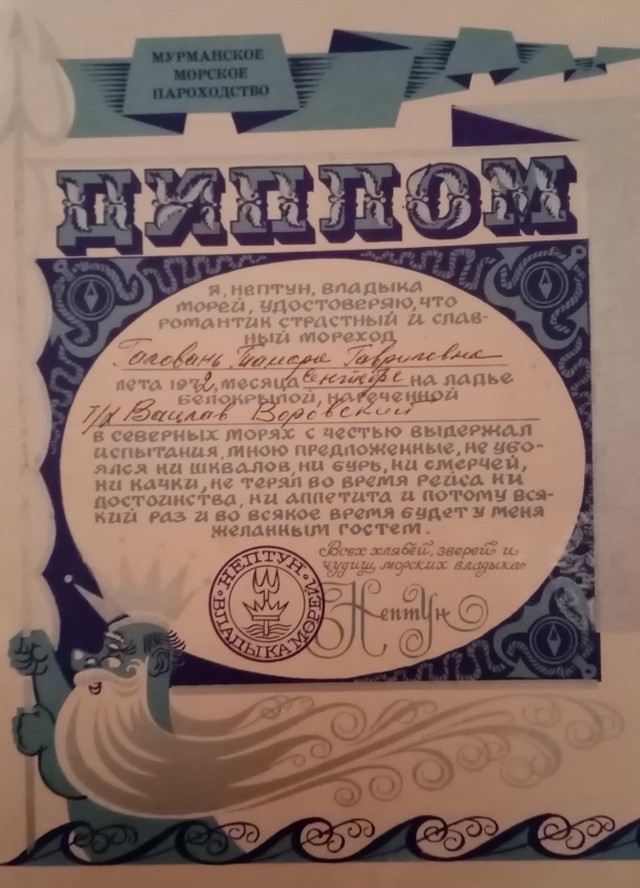 МУРМАНСКОЕ
МОРСКОЕ
ПАРОХОДСТВО
ДИПЛОМ
Я, НЕПТУН, ВЛАДЫКА
МОРЕЙ, УДОСТОВЕРЯЮ, ЧТО
РОМАНТИК СТРАСТНЫЙ И СЛАВ-
НЫЙ МОРЕХОД
Головань Тамара Гавриловна
ЛЕТА 1972, МЕСЯЦА сентябре НА ЛАДЬЕ
БЕЛОКРЫЛОЙ, НАРЕЧЕННОЙ
т/х Вацлав Воровский
В СЕВЕРНЫХ МОРЯХ С ЧЕСТЬЮ ВЫДЕРЖАЛ
ИСПЫТАНИЯ, МНОЮ ПРЕДЛОЖЕННЫЕ, НЕ УБО-
ЯЛСЯ НИ ШКВАЛОВ, НИ БУРЬ, НИ СМЕРЧЕЙ,
НИ КАЧКИ, НЕ ТЕРЯЛ ВО ВРЕМЯ РЕЙСА НИ
ДОСТОИНСТВА, НИ АППЕТИТА И ПОТОМУ ВСЯ-
КИЙ РАЗ И ВО ВСЯКОЕ ВРЕМЯ БУДЕТ У МЕНЯ
ЖЕЛАННЫМ ГОСТЕМ.
Всех хлябей, зверей и
чудищ морских владыка
Нептун
НЕПТУН · ВЛАДЫКА МОРЕЙ